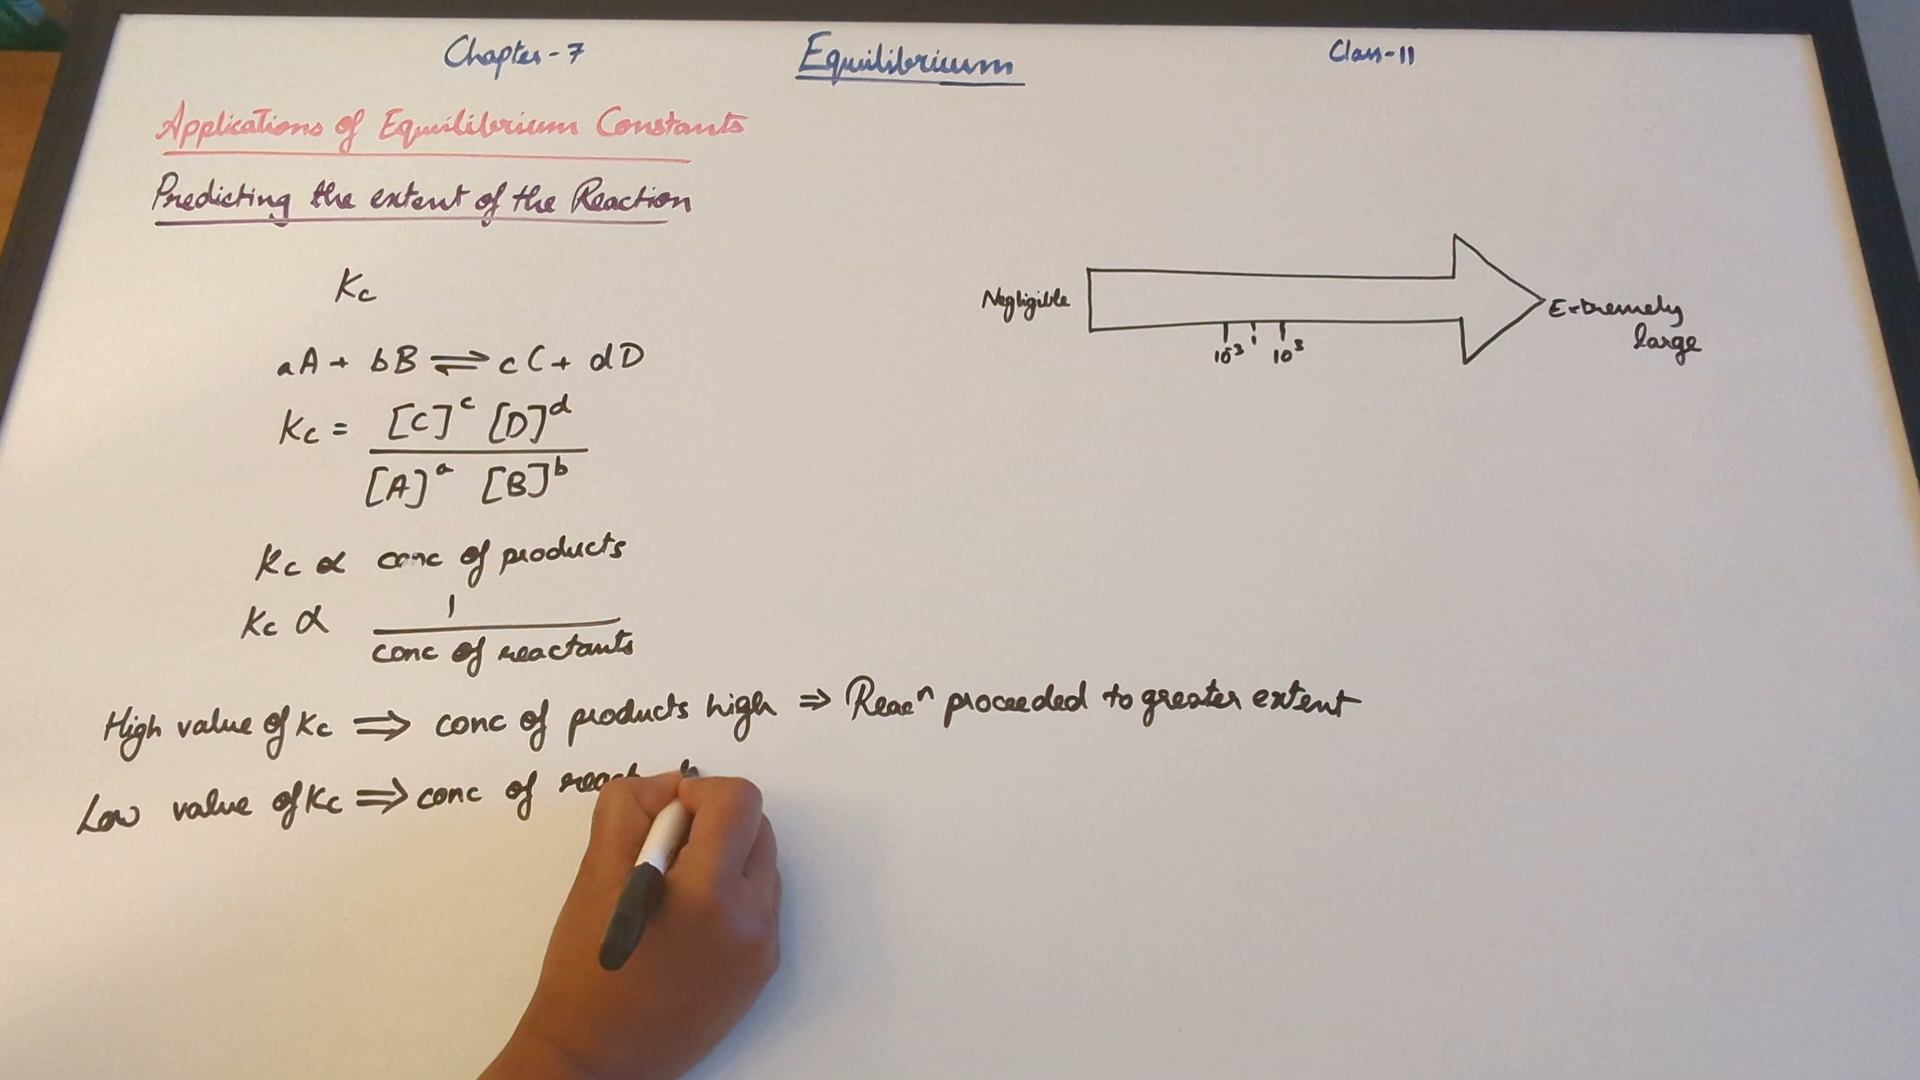 Chapter-7 Equilibrium Class-11
Applications of Equilibrium Constants
Predicting the extent of the Reaction
Kc
aA + bB ⇌ cC + dD
Kc = [C]^c [D]^d
[A]^a [B]^b
Kc ∝ conc of products
Kc ∝ 1
conc of reactants
High value of Kc ⇒ conc of products high ⇒ Reacⁿ proceeded to greater extent
Low value of Kc ⇒ conc of
Negligible
10⁻³ 1 10³
Extremely
large